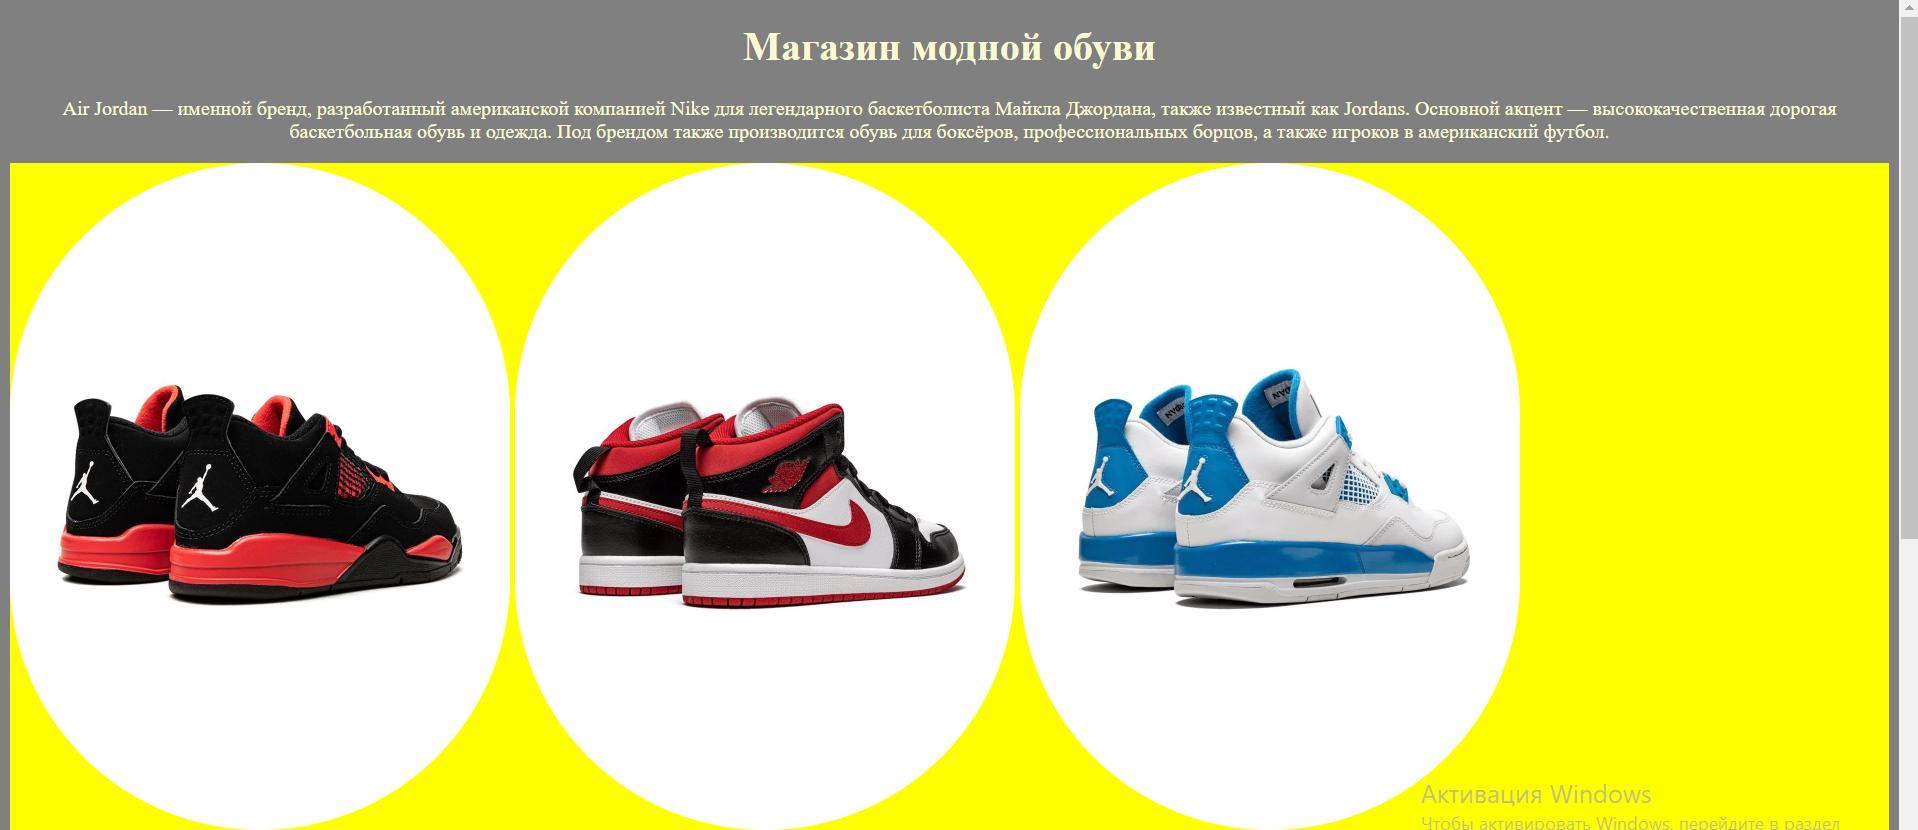 Магазин модной обуви
Air Jordan — именной бренд, разработанный американской компанией Nike для легендарного баскетболиста Майкла Джордана, также известный как Jordans. Основной акцент — высококачественная дорогая
баскетбольная обувь и одежда. Под брендом также производится обувь для боксёров, профессиональных борцов, а также игроков в американский футбол.
Активация Windows
Чтобы активировать Windows, перейдите в раздел